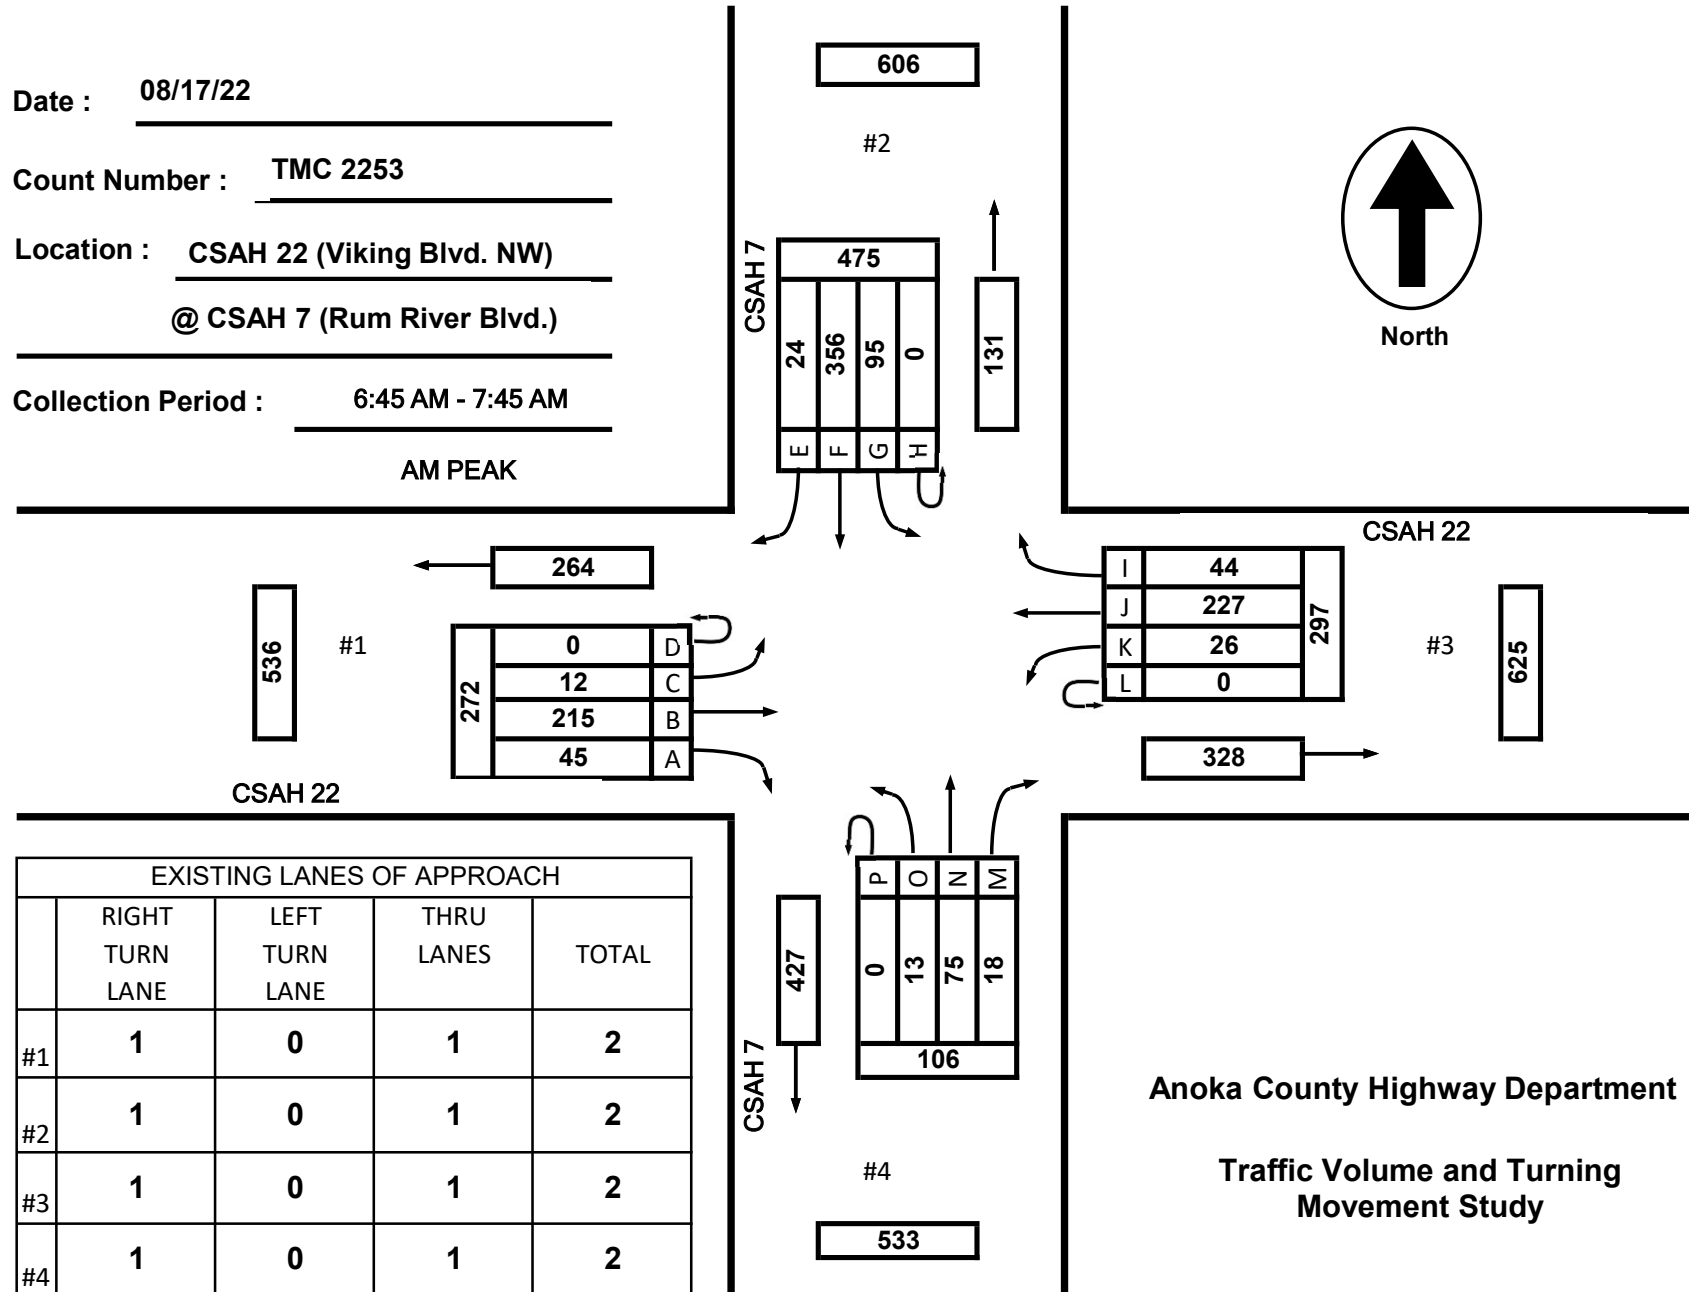 Date : 08/17/22
Count Number : TMC 2253
Location : CSAH 22 (Viking Blvd. NW)
@ CSAH 7 (Rum River Blvd.)
Collection Period : 6:45 AM - 7:45 AM
AM PEAK
606
#2
CSAH 7
475
24 356 95 0
E F G H
131
North
CSAH 22
264
536
#1
272
0 D
12 C
215 B
45 A
CSAH 22
I 44
J 227
K 26
L 0
297
#3
625
328
P O N M
0 13 75 18
106
427
CSAH 7
#4
533
EXISTING LANES OF APPROACH
RIGHT LEFT THRU
TURN TURN LANES TOTAL
LANE LANE
#1 1 0 1 2
#2 1 0 1 2
#3 1 0 1 2
#4 1 0 1 2
Anoka County Highway Department
Traffic Volume and Turning
Movement Study